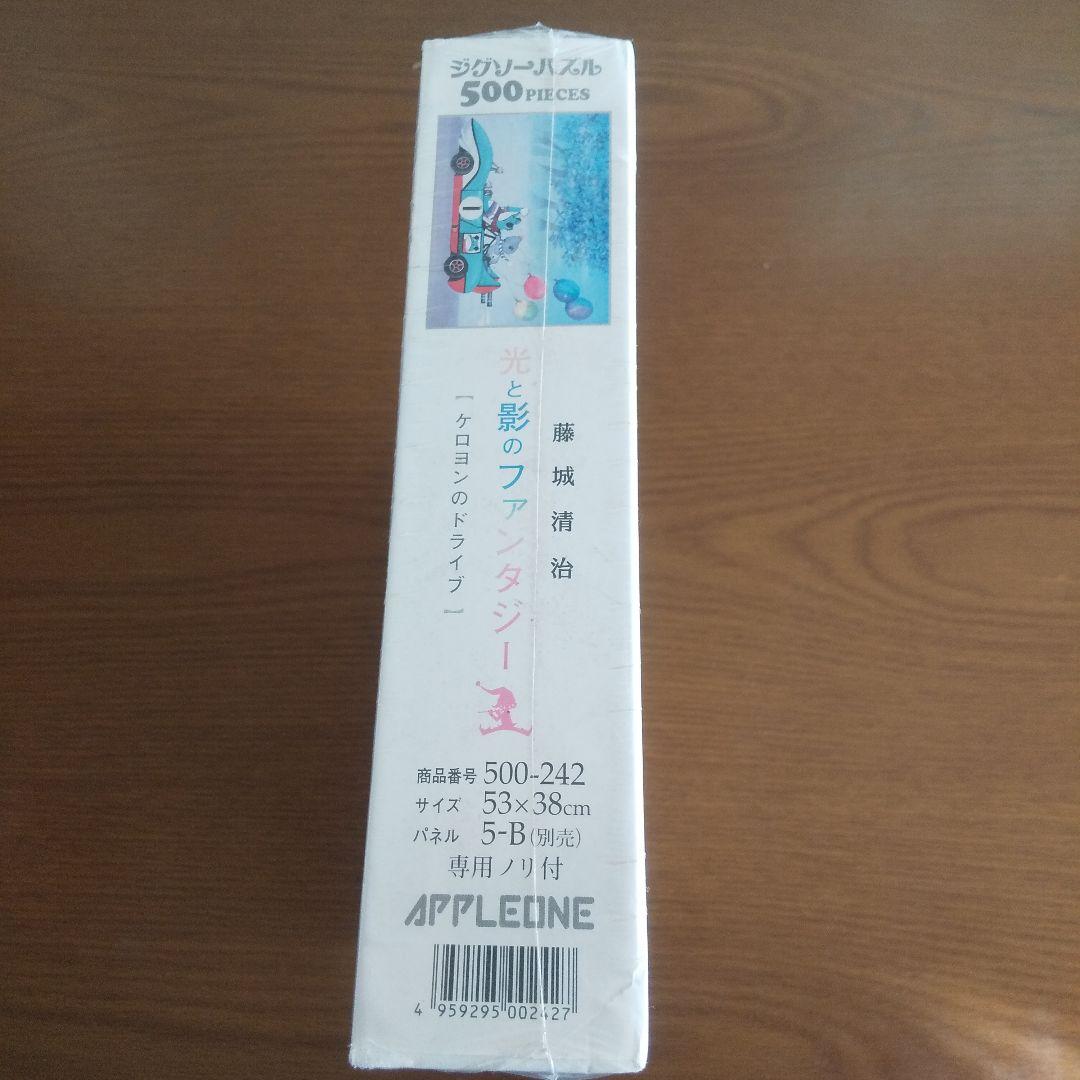 ジグソーパズル
500 PIECES
藤城清治
光と影のファンタジー
[ケロヨンのドライブ]
商品番号 500-242
サイズ 53×38cm
パネル 5-B(別売)
専用ノリ付
APPLEONE
4 959295 002427